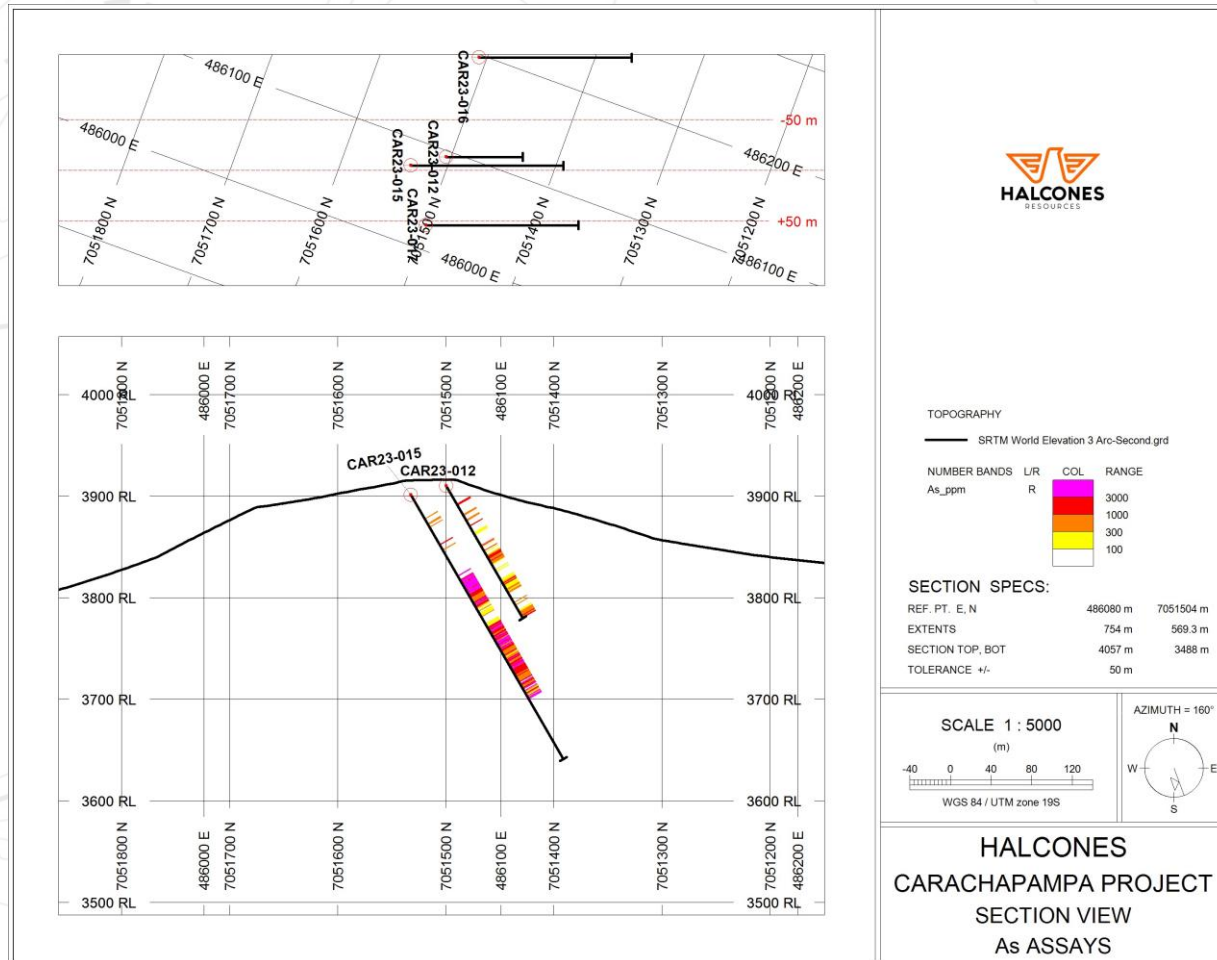 486100 E
CAR23-016
-50 m
486000 E
CAR23-015
CAR23-012
486200 E
CAR23-017
+50 m
7051800 N
7051700 N
7051600 N
7051500 N
7051400 N
7051300 N
7051200 N
486000 E
486100 E
7051800 N
486000 E
7051700 N
7051600 N
7051500 N
486100 E
7051400 N
7051300 N
7051200 N
486200 E
4000 RL
4000 RL
CAR23-015
CAR23-012
3900 RL
3900 RL
3800 RL
3800 RL
3700 RL
3700 RL
3600 RL
3600 RL
7051800 N
486000 E
7051700 N
7051600 N
7051500 N
486100 E
7051400 N
7051300 N
7051200 N
486200 E
3500 RL
3500 RL
HALCONES
RESOURCES
TOPOGRAPHY
SRTM World Elevation 3 Arc-Second.grd
NUMBER BANDS L/R COL RANGE
As_ppm R
3000
1000
300
100
SECTION SPECS:
REF. PT. E, N 486080 m 7051504 m
EXTENTS 754 m 569.3 m
SECTION TOP, BOT 4057 m 3488 m
TOLERANCE +/- 50 m
SCALE 1 : 5000
(m)
-40 0 40 80 120
WGS 84 / UTM zone 19S
AZIMUTH = 160°
N
W E
S
HALCONES
CARACHAPAMPA PROJECT
SECTION VIEW
As ASSAYS